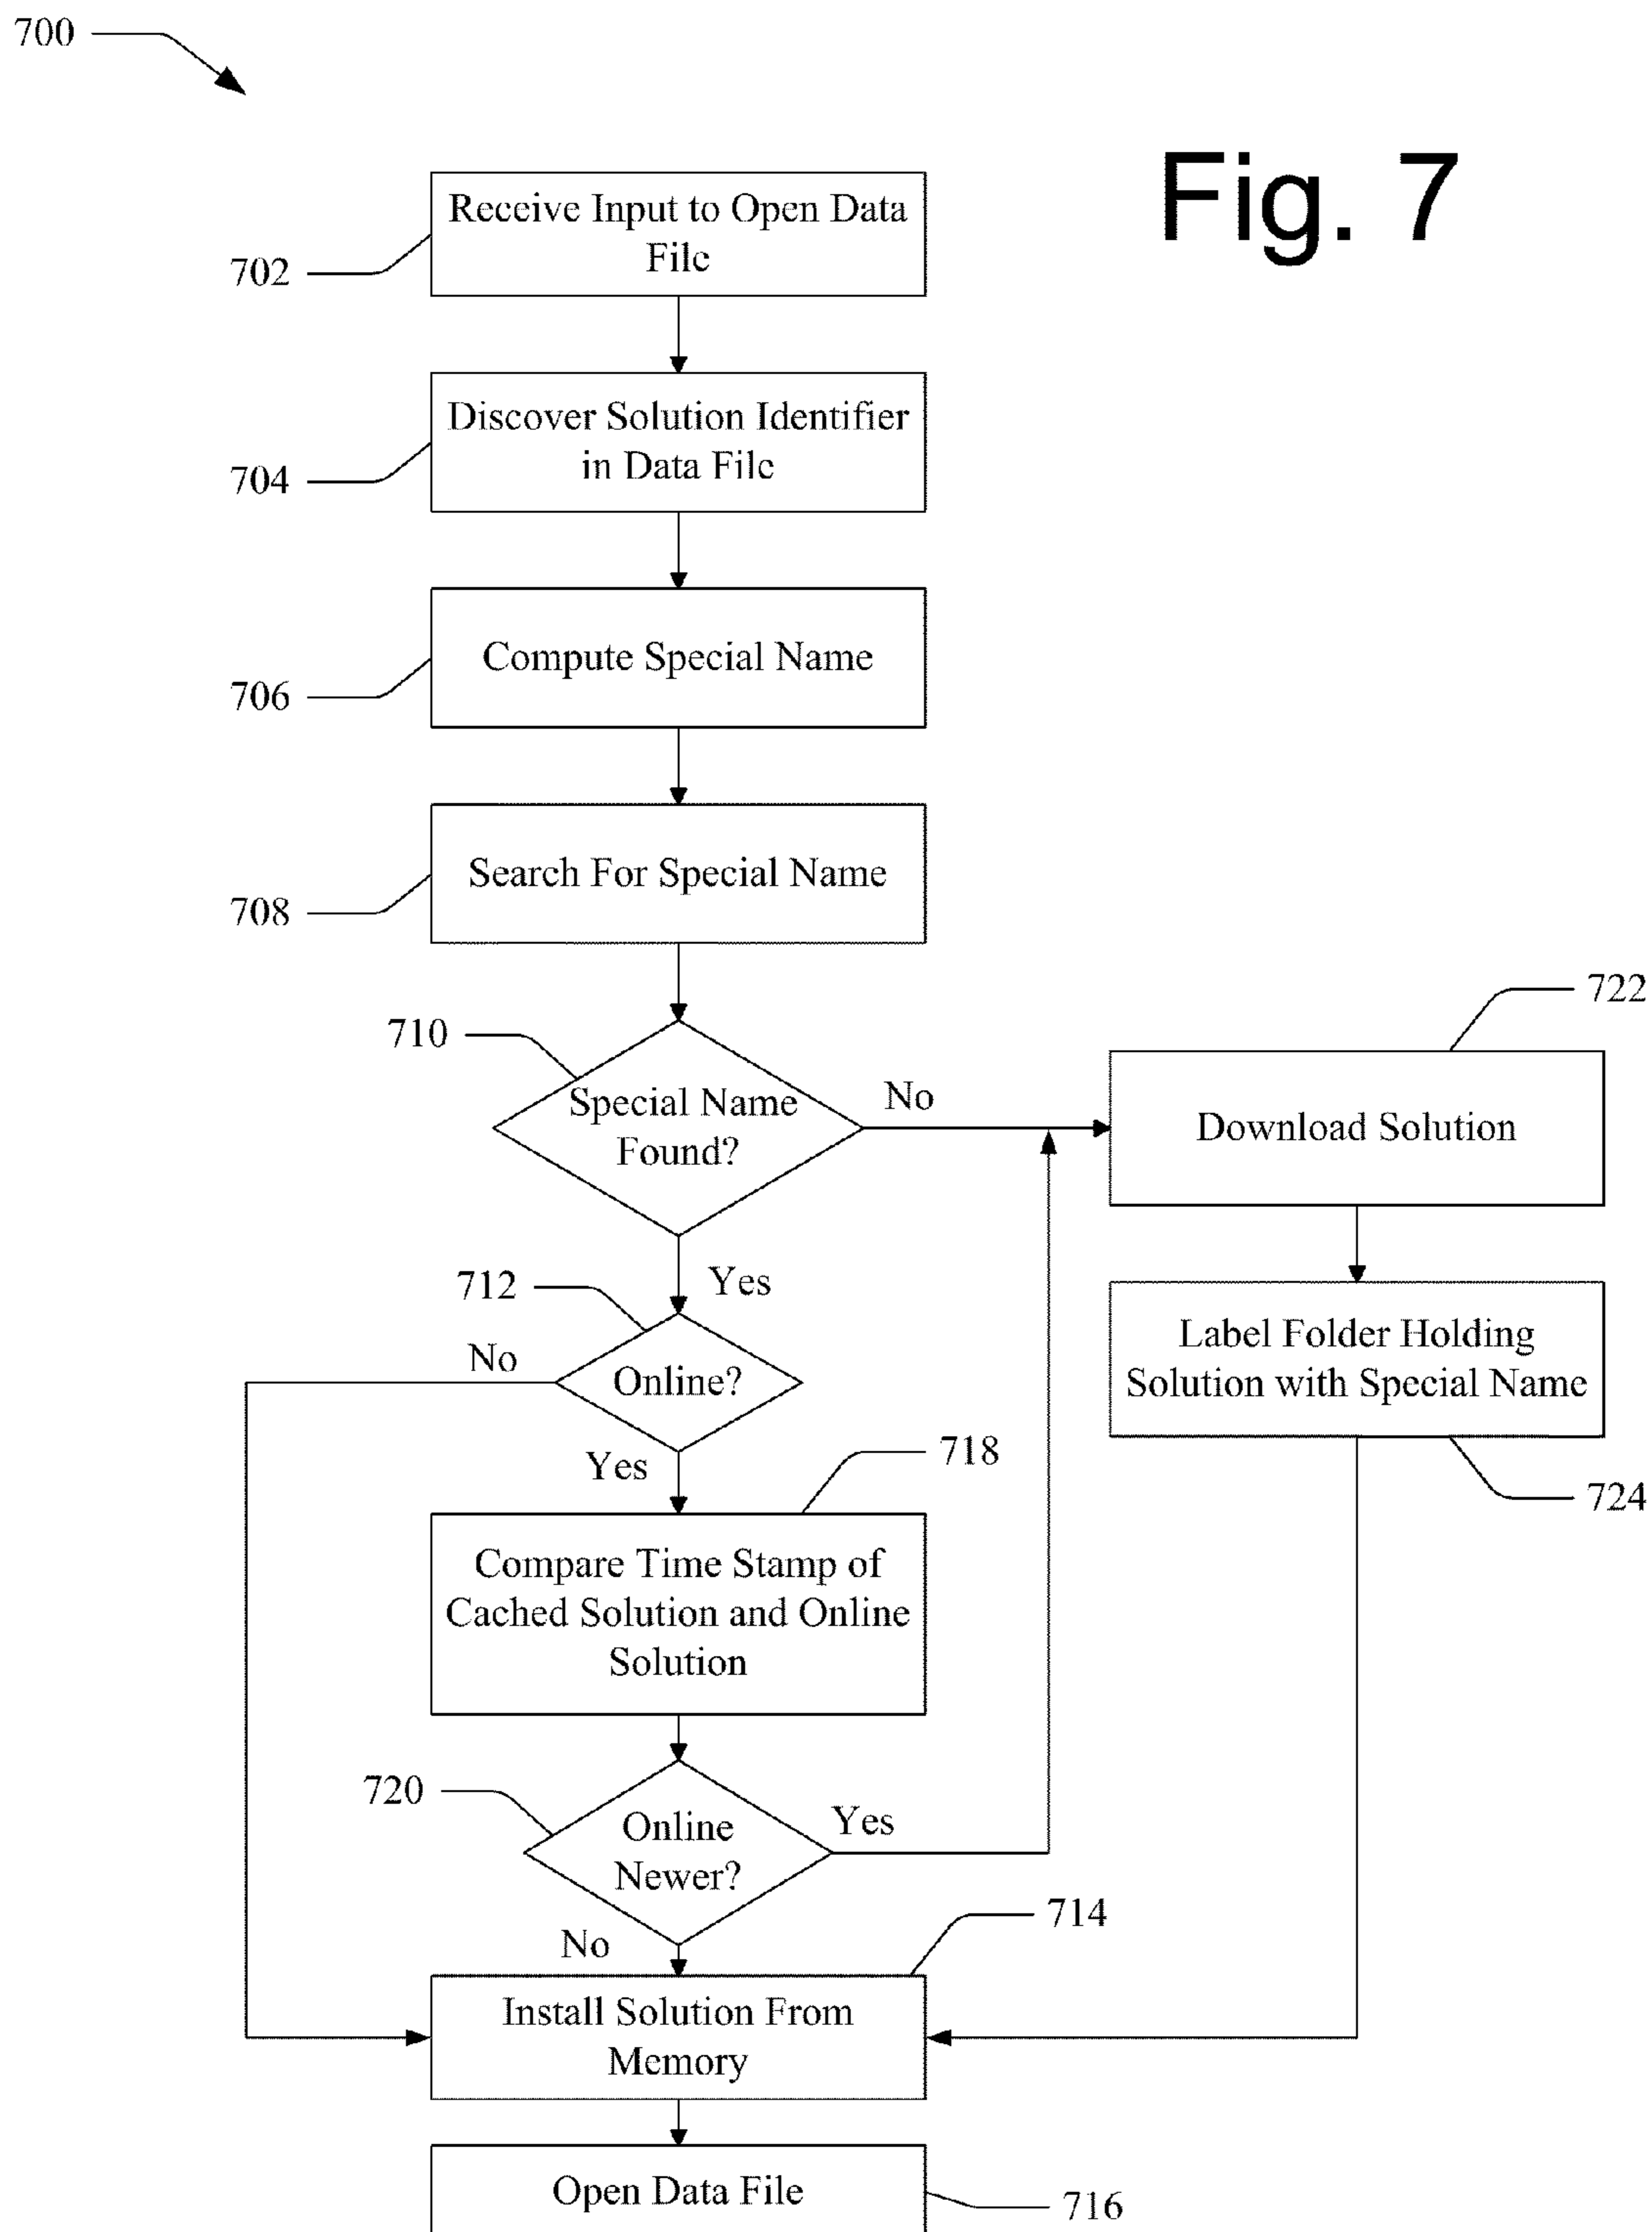 700
Fig. 7
Receive Input to Open Data
File
702
Discover Solution Identifier
in Data File
704
Compute Special Name
706
Search For Special Name
708
710
Special Name
Found?
No
722
Download Solution
Yes
712
Online?
No
Label Folder Holding
Solution with Special Name
724
Yes
718
Compare Time Stamp of
Cached Solution and Online
Solution
720
Online
Newer?
Yes
No
714
Install Solution From
Memory
Open Data File
716